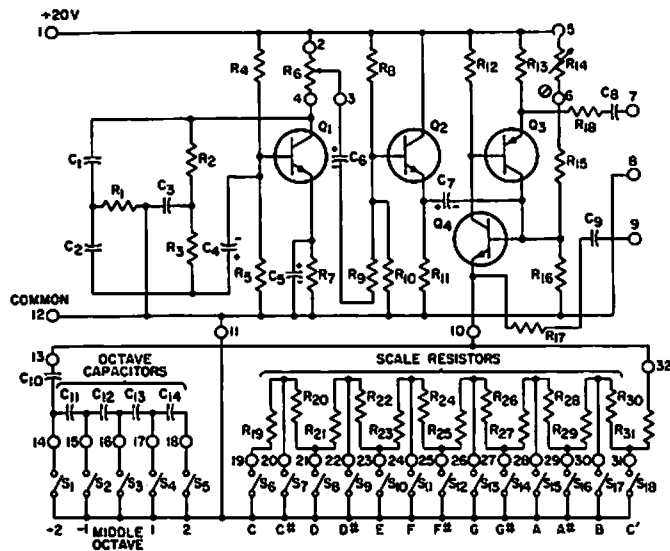 +20V
1
5
2
R4
R6
R8
R12
R13
R14
4
3
6
C8
7
Q1
Q2
Q3
R18
C1
R2
C6
8
R1
C3
C7
R15
Q4
C9
9
C2
R3
C4
R5
C5
R7
R9
R10
R11
R16
COMMON
12
R17
11
10
13
OCTAVE
CAPACITORS
SCALE RESISTORS
32
C10
C11
C12
C13
C14
R20
R22
R24
R26
R28
R30
R19
R21
R23
R25
R27
R29
R31
14
15
16
17
18
19
20
21
22
23
24
25
26
27
28
29
30
31
S1
S2
S3
S4
S5
S6
S7
S8
S9
S10
S11
S12
S13
S14
S15
S16
S17
S18
-2
-1
MIDDLE
OCTAVE
1
2
C
C#
D
D#
E
F
F#
G
G#
A
A#
B
C'